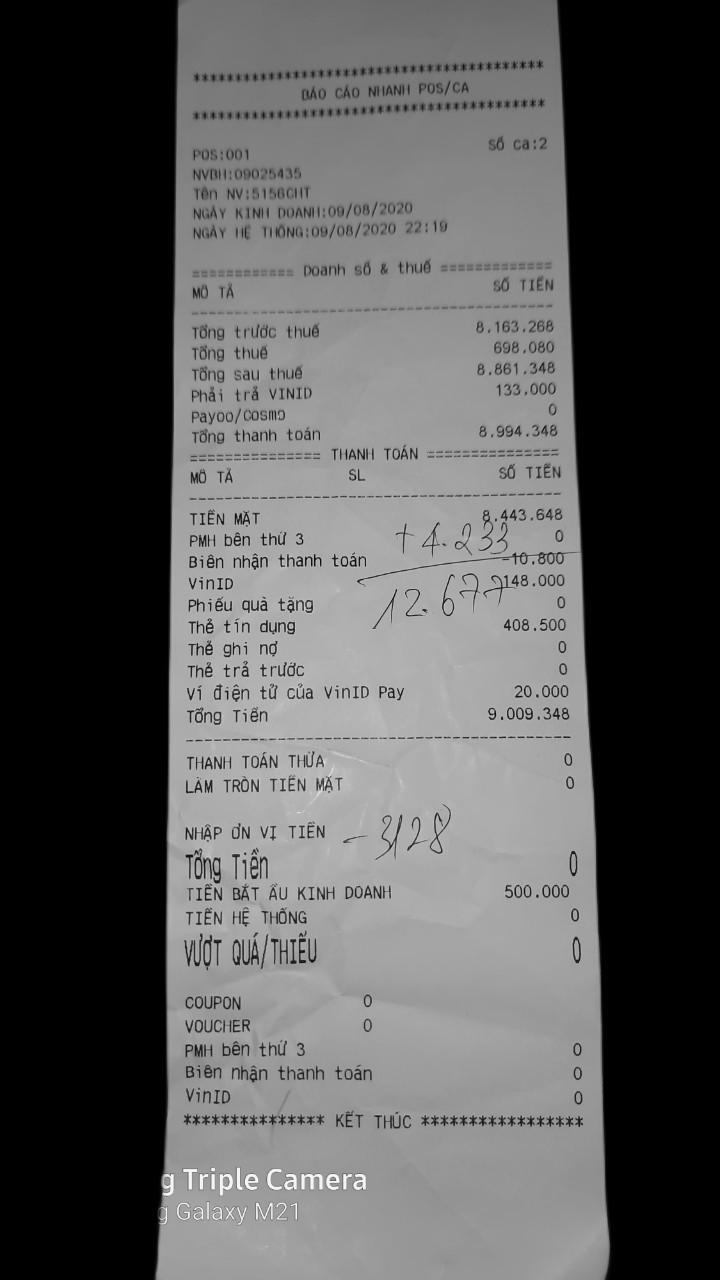 ******************************************
BÁO CÁO NHANH POS/CA
******************************************
POS:001 Số ca:2
NVBH:09025435
Tên NV:5156CHT
NGÀY KINH DOANH:09/08/2020
NGÀY HỆ THỐNG:09/08/2020 22:19
============ Doanh số & thuế =============
MÔ TẢ SỐ TIỀN
------------------------------------------
Tổng trước thuế 8.163.268
Tổng thuế 698.080
Tổng sau thuế 8.861.348
Phải trả VINID 133.000
Payoo/Cosmo 0
Tổng thanh toán 8.994.348
=============== THANH TOÁN ===============
MÔ TẢ SL SỐ TIỀN
------------------------------------------
TIỀN MẶT 8.443.648
PMH bên thứ 3 0
+ 4.233
Biên nhận thanh toán -10.800
VinID 148.000
12.677
Phiếu quà tặng 0
Thẻ tín dụng 408.500
Thẻ ghi nợ 0
Thẻ trả trước 0
Ví điện tử của VinID Pay 20.000
Tổng Tiền 9.009.348
------------------------------------------
THANH TOÁN THỪA 0
LÀM TRÒN TIỀN MẶT 0
NHẬP ƠN VỊ TIỀN - 3128
Tổng Tiền 0
TIỀN BẮT ẦU KINH DOANH 500.000
TIỀN HỆ THỐNG 0
VƯỢT QUÁ/THIẾU 0
COUPON 0
VOUCHER 0
PMH bên thứ 3 0
Biên nhận thanh toán 0
VinID 0
*************** KẾT THÚC *****************
g Triple Camera
g Galaxy M21